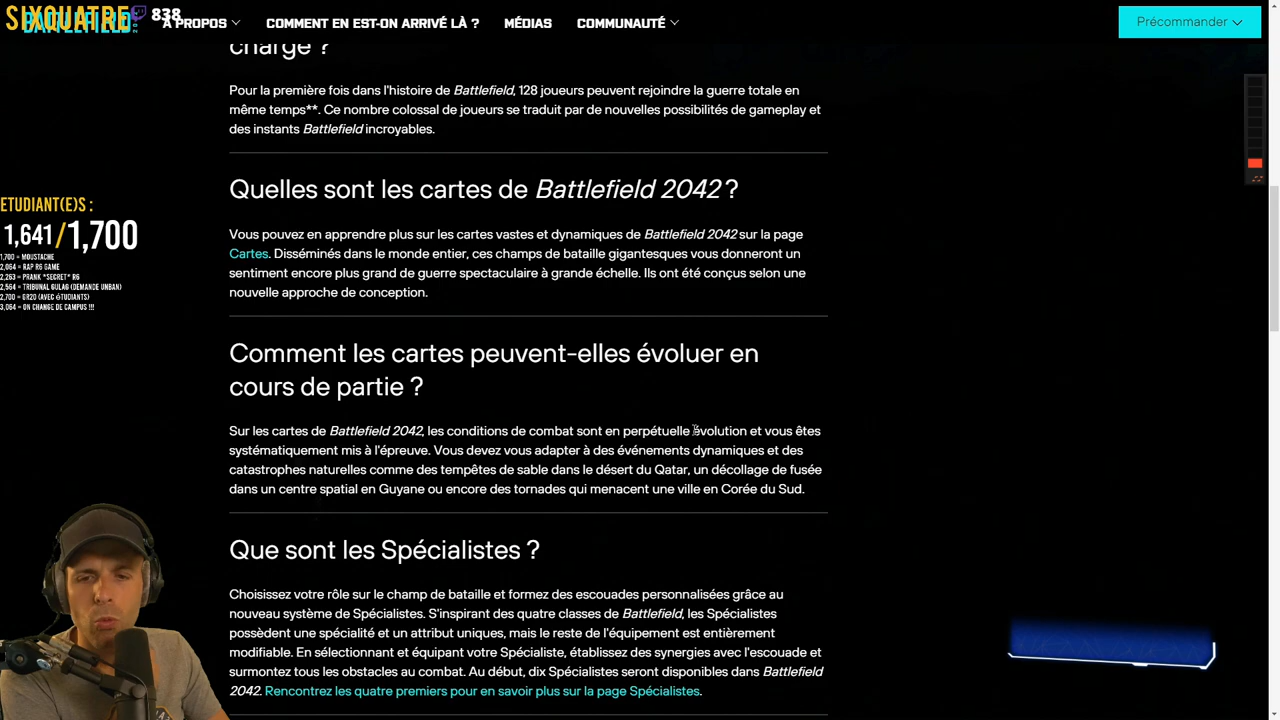 SIXQUATRE 838
BATTLEFIELD
À PROPOS
COMMENT EN EST-ON ARRIVÉ LÀ ?
MÉDIAS
COMMUNAUTÉ
Précommander
charge ?
Pour la première fois dans l'histoire de Battlefield, 128 joueurs peuvent rejoindre la guerre totale en
même temps**. Ce nombre colossal de joueurs se traduit par de nouvelles possibilités de gameplay et
des instants Battlefield incroyables.
Quelles sont les cartes de Battlefield 2042 ?
Vous pouvez en apprendre plus sur les cartes vastes et dynamiques de Battlefield 2042 sur la page
Cartes. Disséminés dans le monde entier, ces champs de bataille gigantesques vous donneront un
sentiment encore plus grand de guerre spectaculaire à grande échelle. Ils ont été conçus selon une
nouvelle approche de conception.
ETUDIANT(E)S :
1,641/1,700
1,700 = MOUSTACHE
2,064 = RAP R6 GAME
2,263 = PRANK *SECRET* R6
2,564 = TRIBUNAL GULAG (DEMANDE UNBAN)
2,700 = GR20 (AVEC ÉTUDIANTS)
3,064 = ON CHANGE DE CAMPUS !!!
Comment les cartes peuvent-elles évoluer en
cours de partie ?
Sur les cartes de Battlefield 2042, les conditions de combat sont en perpétuelle évolution et vous êtes
systématiquement mis à l'épreuve. Vous devez vous adapter à des événements dynamiques et des
catastrophes naturelles comme des tempêtes de sable dans le désert du Qatar, un décollage de fusée
dans un centre spatial en Guyane ou encore des tornades qui menacent une ville en Corée du Sud.
Que sont les Spécialistes ?
Choisissez votre rôle sur le champ de bataille et formez des escouades personnalisées grâce au
nouveau système de Spécialistes. S'inspirant des quatre classes de Battlefield, les Spécialistes
possèdent une spécialité et un attribut uniques, mais le reste de l'équipement est entièrement
modifiable. En sélectionnant et équipant votre Spécialiste, établissez des synergies avec l'escouade et
surmontez tous les obstacles au combat. Au début, dix Spécialistes seront disponibles dans Battlefield
2042. Rencontrez les quatre premiers pour en savoir plus sur la page Spécialistes.